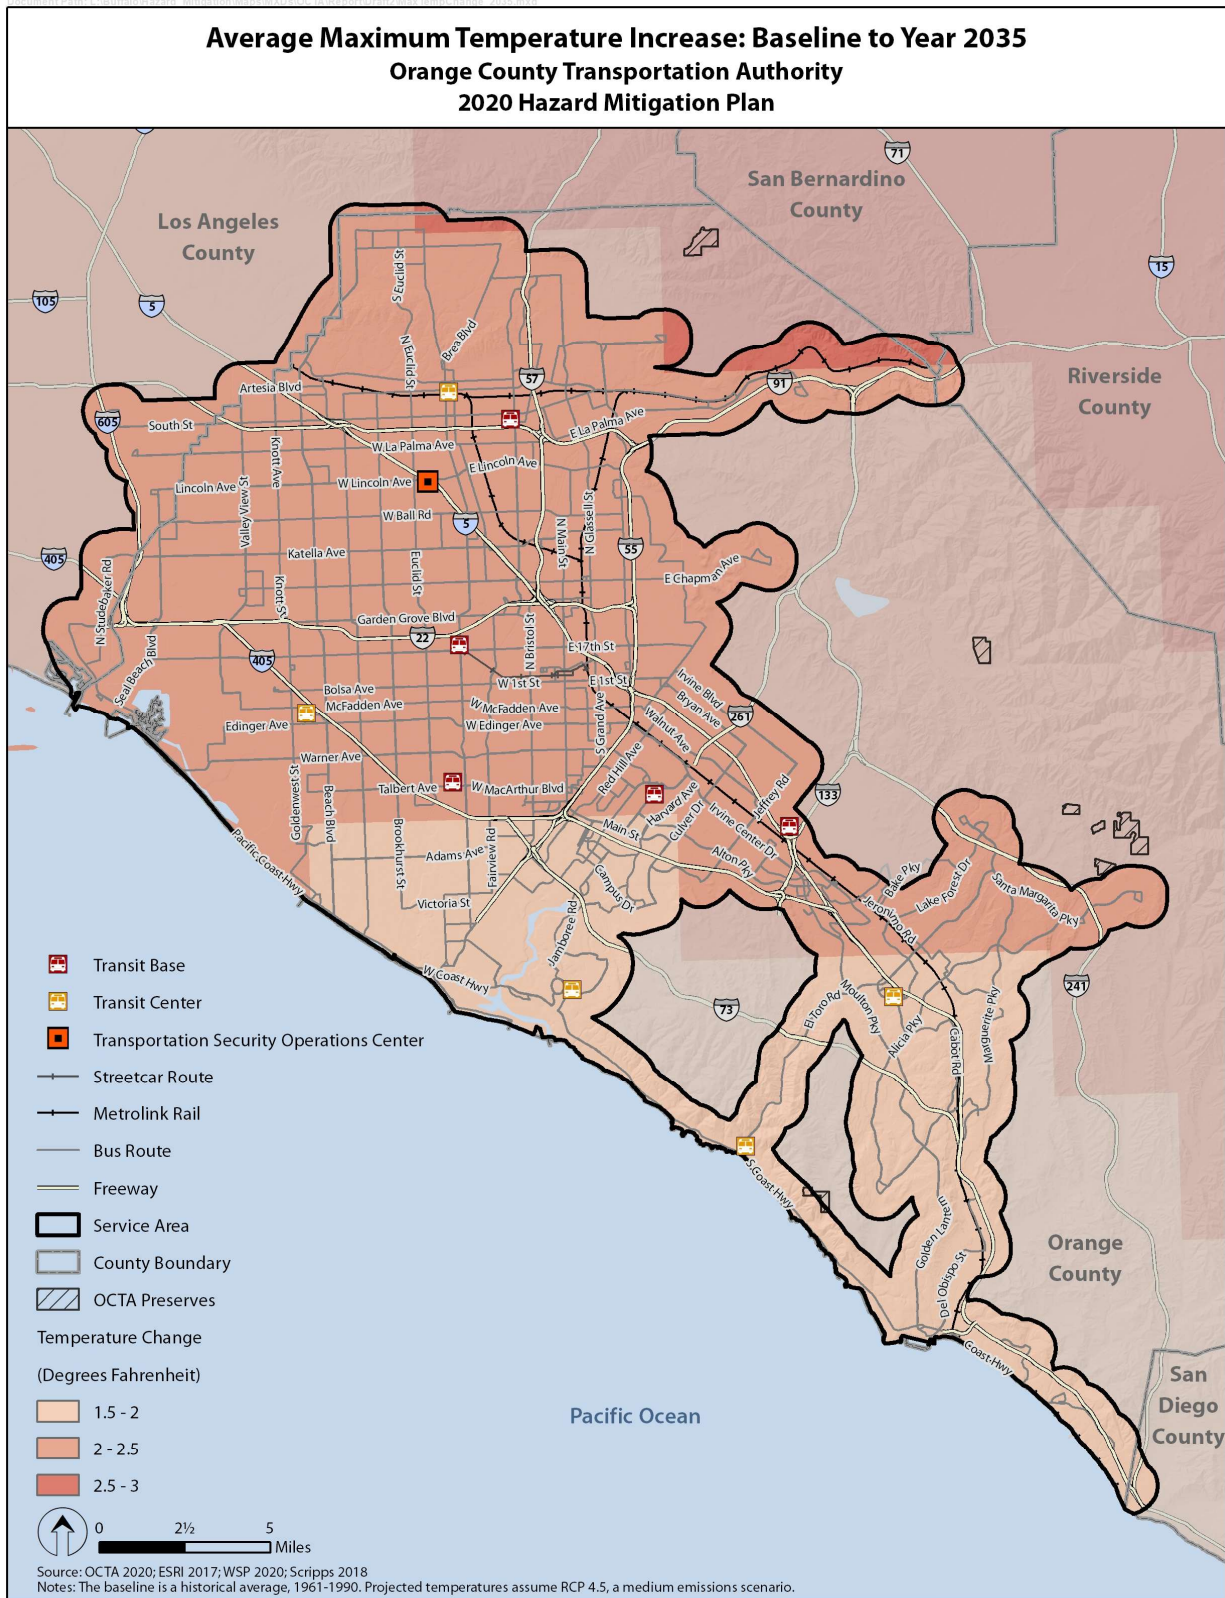 Average Maximum Temperature Increase: Baseline to Year 2035
Orange County Transportation Authority
2020 Hazard Mitigation Plan
71
San Bernardino
County
Los Angeles
County
15
105
5
S Euclid St
N Euclid St
Brea Blvd
57
91
Riverside
County
Artesia Blvd
605
South St
E La Palma Ave
W La Palma Ave
Knott Ave
E Lincoln Ave
Lincoln Ave
W Lincoln Ave
Valley View St
W Ball Rd
5
N Main St
N Glassell St
55
405
Katella Ave
Euclid St
E Chapman Ave
N Studebaker Rd
Knott St
Garden Grove Blvd
22
N Bristol St
E 17th St
405
Seal Beach Blvd
W 1st St
E 1st St
Irvine Blvd
Bolsa Ave
McFadden Ave
W McFadden Ave
Bryan Ave
261
Edinger Ave
W Edinger Ave
S Grand Ave
Walnut Ave
Warner Ave
Red Hill Ave
Goldenwest St
Beach Blvd
Talbert Ave
W MacArthur Blvd
Harvard Ave
Jeffrey Rd
133
Culver Dr
Irvine Center Dr
Main St
Pacific Coast Hwy
Brookhurst St
Adams Ave
Fairview Rd
Alton Pky
Campus Dr
Bake Pky
Lake Forest Dr
Santa Margarita Pky
Victoria St
Jeronimo Rd
Jamboree Rd
W Coast Hwy
241
73
El Toro Rd
Moulton Pky
Alicia Pky
Cabot Rd
Marguerite Pky
S Coast Hwy
Golden Lantern
Del Obispo St
Orange
County
Coast Hwy
San
Diego
County
Pacific Ocean
Transit Base
Transit Center
Transportation Security Operations Center
Streetcar Route
Metrolink Rail
Bus Route
Freeway
Service Area
County Boundary
OCTA Preserves
Temperature Change
(Degrees Fahrenheit)
1.5 - 2
2 - 2.5
2.5 - 3
0 2½ 5
Miles
Source: OCTA 2020; ESRI 2017; WSP 2020; Scripps 2018
Notes: The baseline is a historical average, 1961-1990. Projected temperatures assume RCP 4.5, a medium emissions scenario.